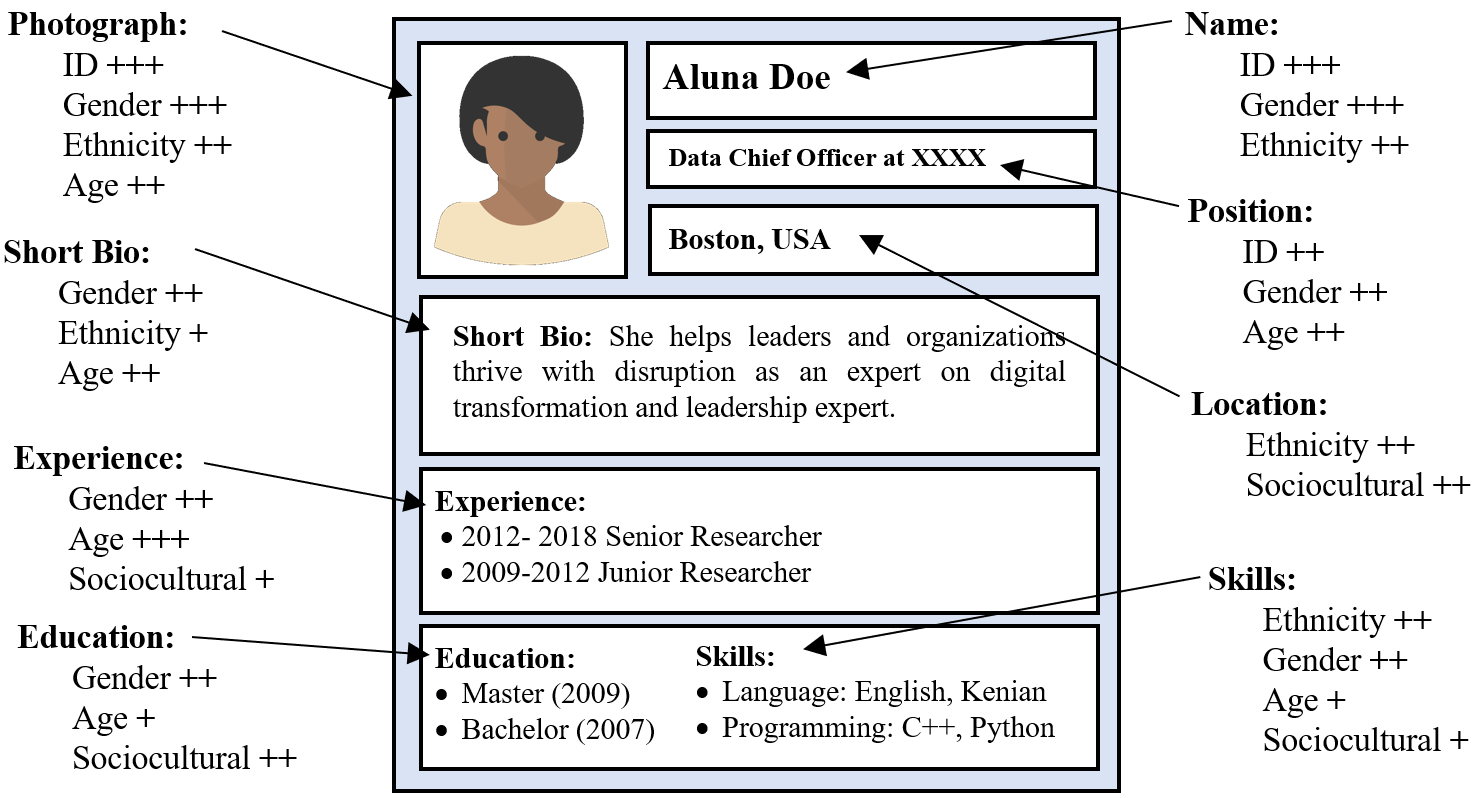 Photograph:
ID +++
Gender +++
Ethnicity ++
Age ++
Short Bio:
Gender ++
Ethnicity +
Age ++
Experience:
Gender ++
Age +++
Sociocultural +
Education:
Gender ++
Age +
Sociocultural ++
Aluna Doe
Data Chief Officer at XXXX
Boston, USA
Short Bio: She helps leaders and organizations
thrive with disruption as an expert on digital
transformation and leadership expert.
Experience:
• 2012- 2018 Senior Researcher
• 2009-2012 Junior Researcher
Education:
• Master (2009)
• Bachelor (2007)
Skills:
• Language: English, Kenian
• Programming: C++, Python
Name:
ID +++
Gender +++
Ethnicity ++
Position:
ID ++
Gender ++
Age ++
Location:
Ethnicity ++
Sociocultural ++
Skills:
Ethnicity ++
Gender ++
Age +
Sociocultural +